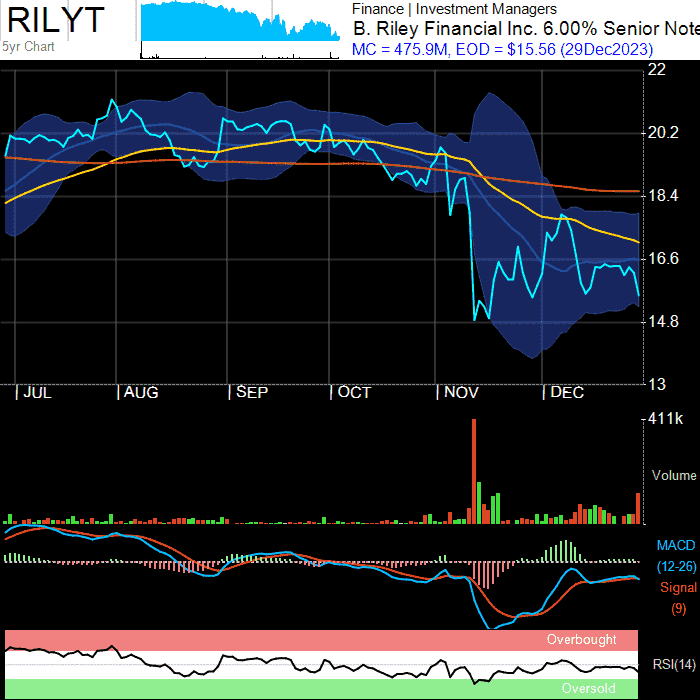 RILYT
5yr Chart
Finance | Investment Managers
B. Riley Financial Inc. 6.00% Senior Note
MC = 475.9M, EOD = $15.56 (29Dec2023)
22
20.2
18.4
16.6
14.8
13
JUL AUG SEP OCT NOV DEC
411k
Volume
MACD
(12-26)
Signal
(9)
Overbought
RSI(14)
Oversold